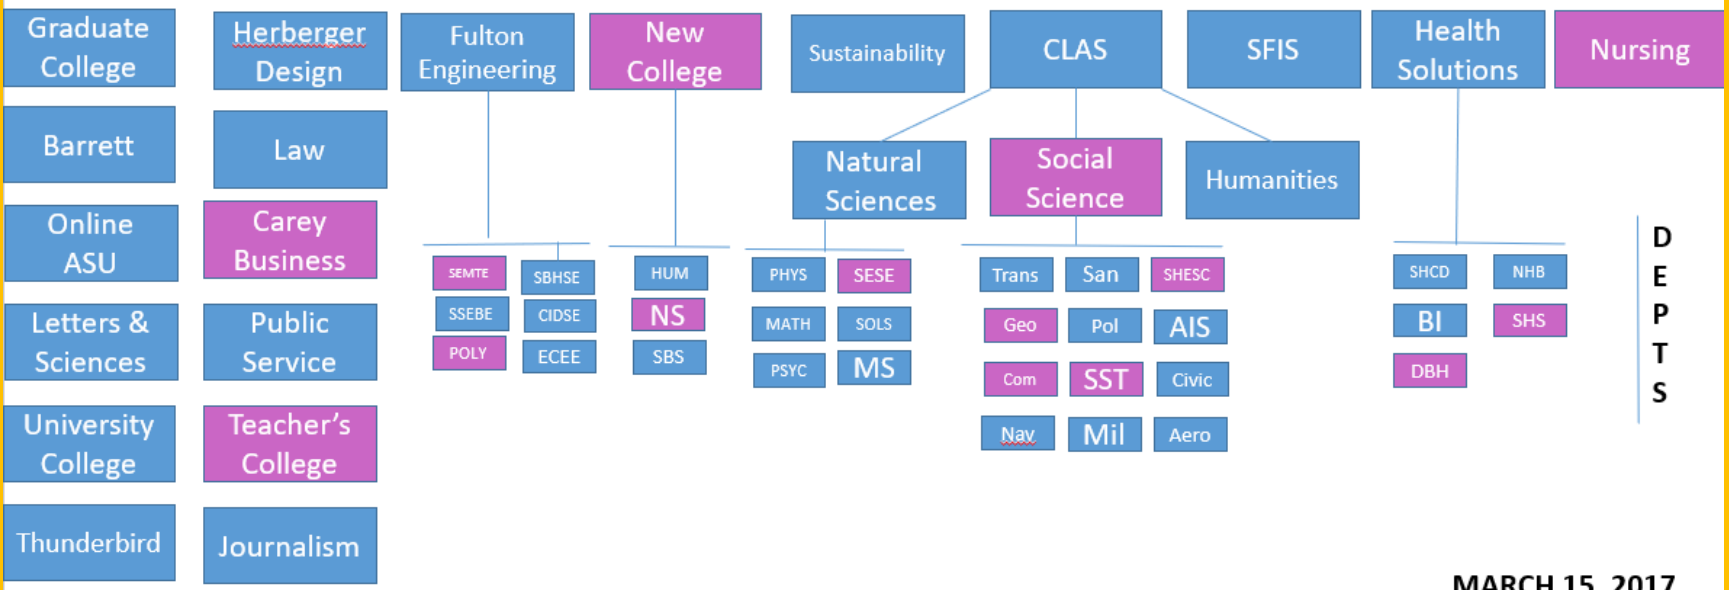 Graduate
College
Herberger
Design
Fulton
Engineering
New
College
Sustainability
CLAS
SFIS
Health
Solutions
Nursing
Barrett
Law
Natural
Sciences
Social
Science
Humanities
Online
ASU
Carey
Business
Letters &
Sciences
Public
Service
University
College
Teacher's
College
Thunderbird
Journalism
SEMTE
SBHSE
SSEBE
CIDSE
POLY
ECEE
HUM
NS
SBS
PHYS
SESE
MATH
SOLS
PSYC
MS
Trans
San
SHESC
Geo
Pol
AIS
Com
SST
Civic
Nav
Mil
Aero
SHCD
NHB
BI
SHS
DBH
D
E
P
T
S
MARCH 15, 2017